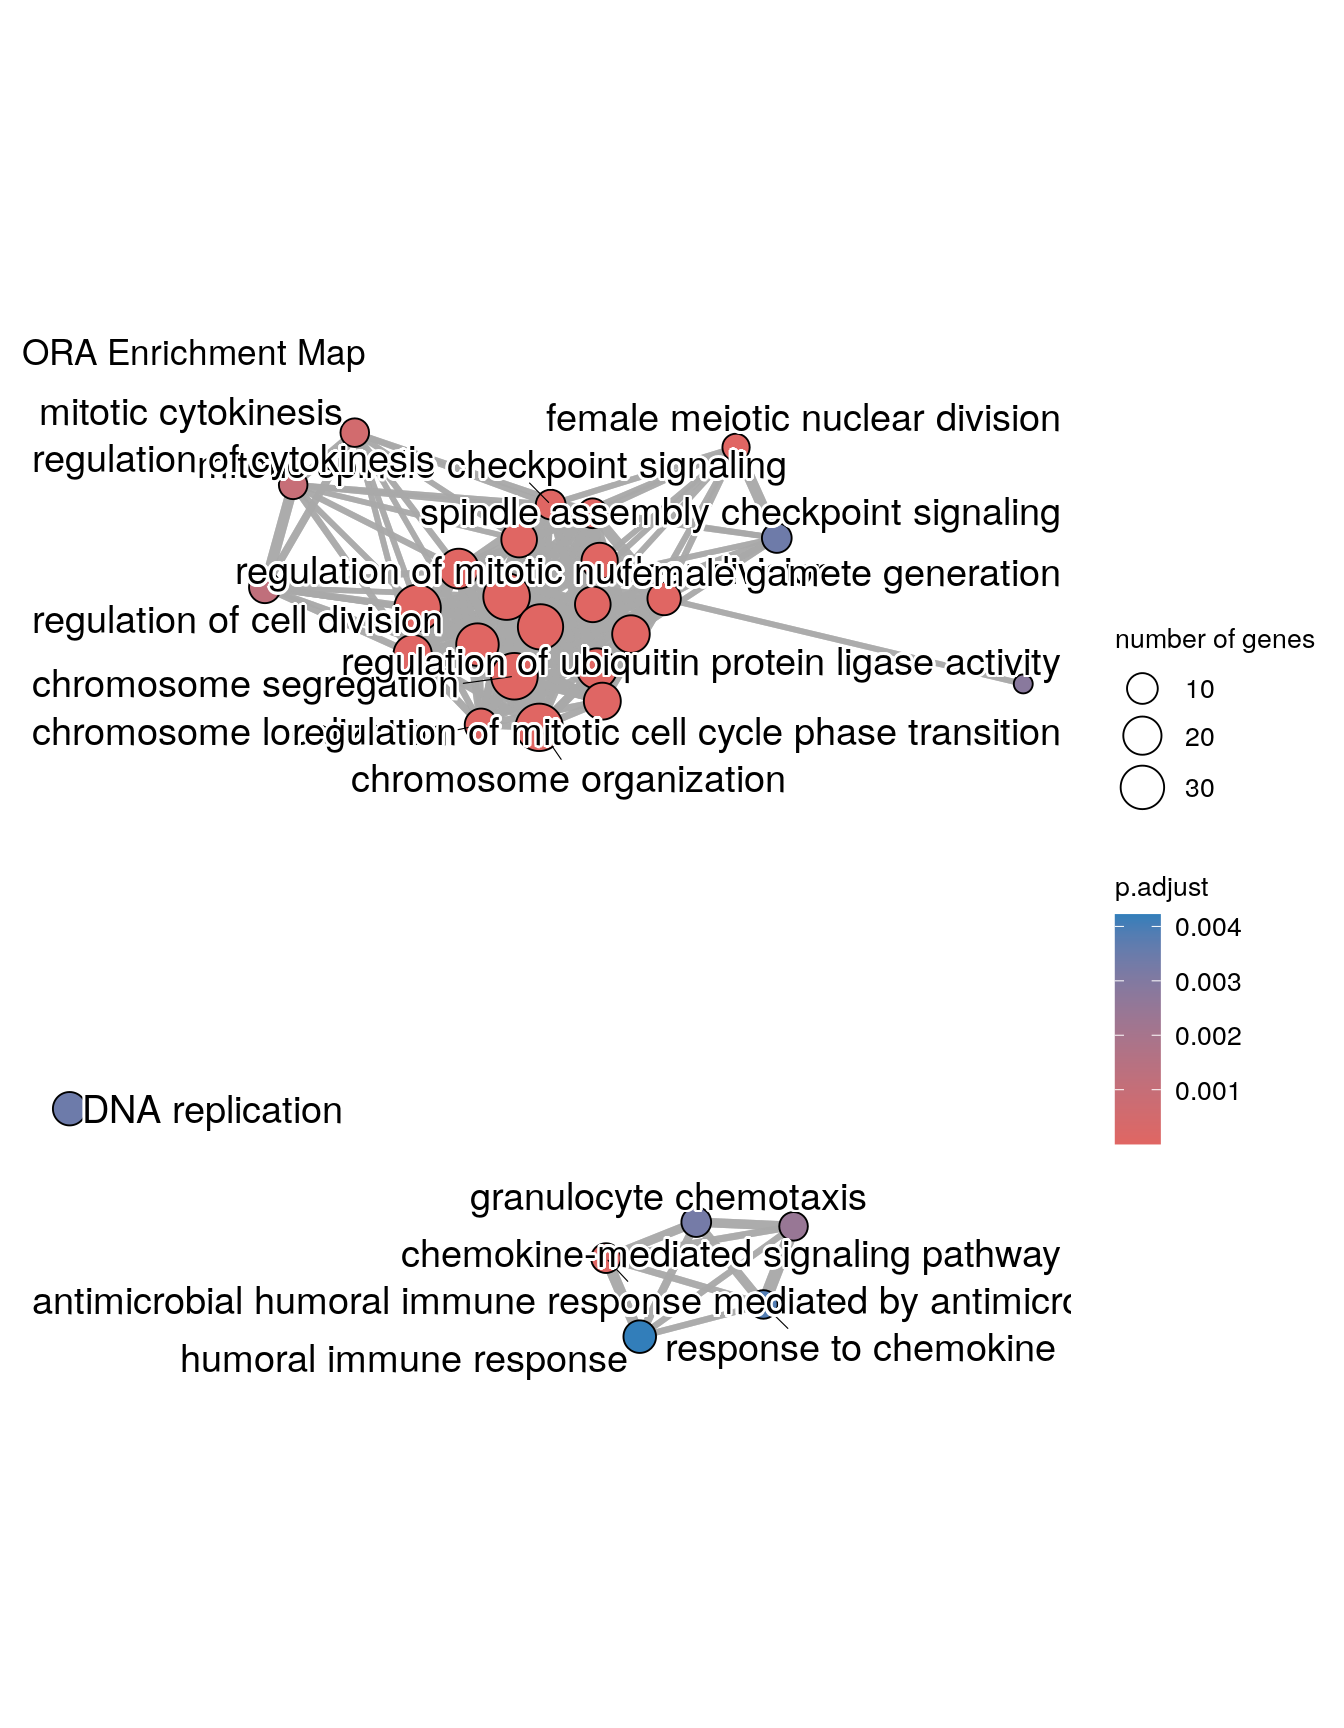 ORA Enrichment Map
mitotic cytokinesis
female meiotic nuclear division
regulation of cytokinesis
checkpoint signaling
spindle assembly checkpoint signaling
regulation of mitotic
female gamete generation
regulation of cell division
regulation of ubiquitin protein ligase activity
chromosome segregation
chromosome
regulation of mitotic cell cycle phase transition
chromosome organization
number of genes
10
20
30
p.adjust
0.004
0.003
0.002
0.001
DNA replication
granulocyte chemotaxis
chemokine-mediated signaling pathway
antimicrobial humoral immune response mediated by antimicro
response to chemokine
humoral immune response